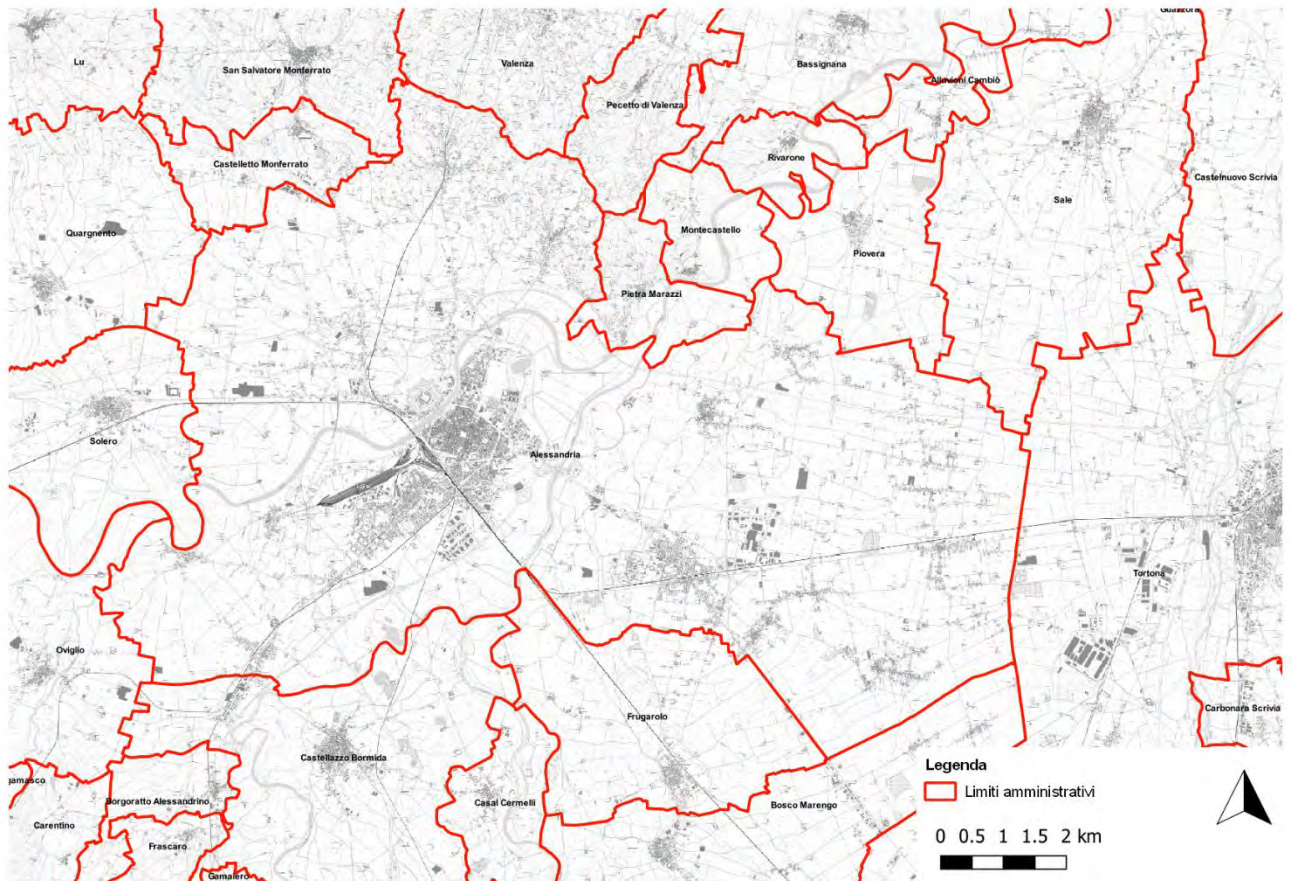 Guazzora
Lu
San Salvatore Monferrato
Valenza
Bassignana
Alluvioni Cambiò
Pecetto di Valenza
Castelletto Monferrato
Rivarone
Castelnuovo Scrivia
Sale
Quargnento
Montecastello
Piovera
Pietra Marazzi
Solero
Alessandria
Tortona
Oviglio
Carbonara Scrivia
Frugarolo
Castellazzo Bormida
gamasco
Borgoratto Alessandrino
Casal Cermelli
Bosco Marengo
Carentino
Frascaro
Gamalero
Legenda
Limiti amministrativi
0 0.5 1 1.5 2 km